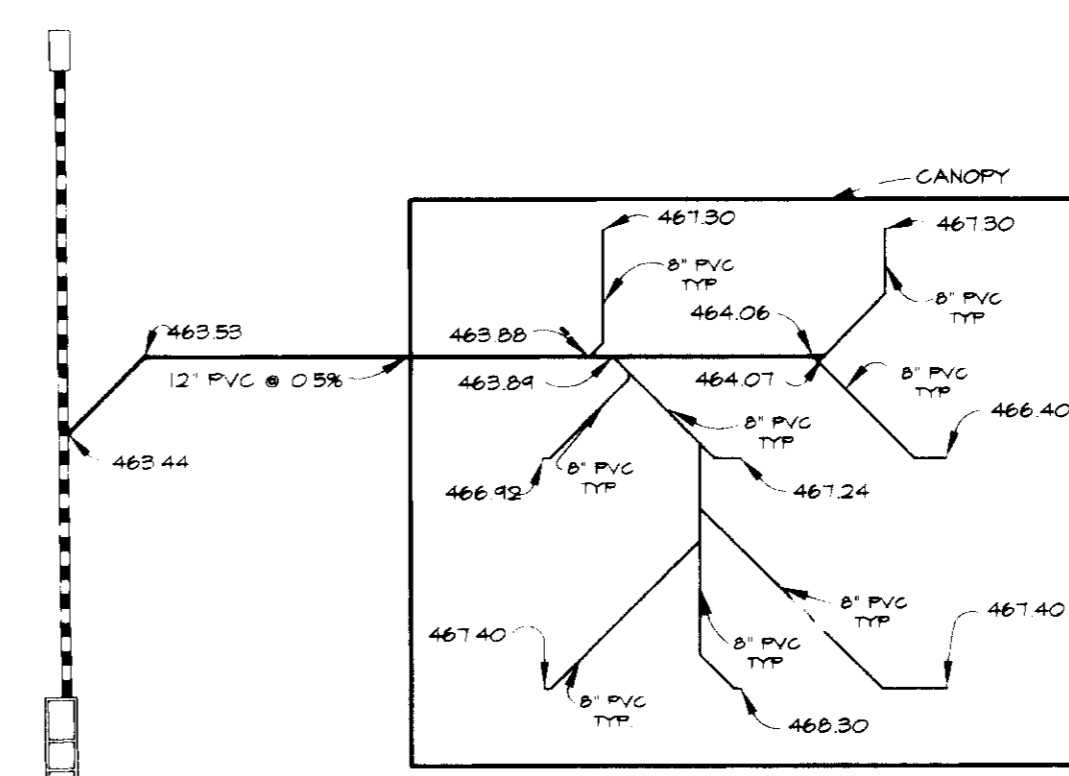 CANOPY
467.30
467.30
8" PVC
TYP
8" PVC
TYP
464.06
463.53
463.88
12" PVC @ 0.5%
463.89
464.07
8" PVC
TYP
466.40
8" PVC
TYP
463.44
8" PVC
TYP
466.92
467.24
8" PVC
TYP
467.40
467.40
8" PVC
TYP
8" PVC
TYP.
468.30